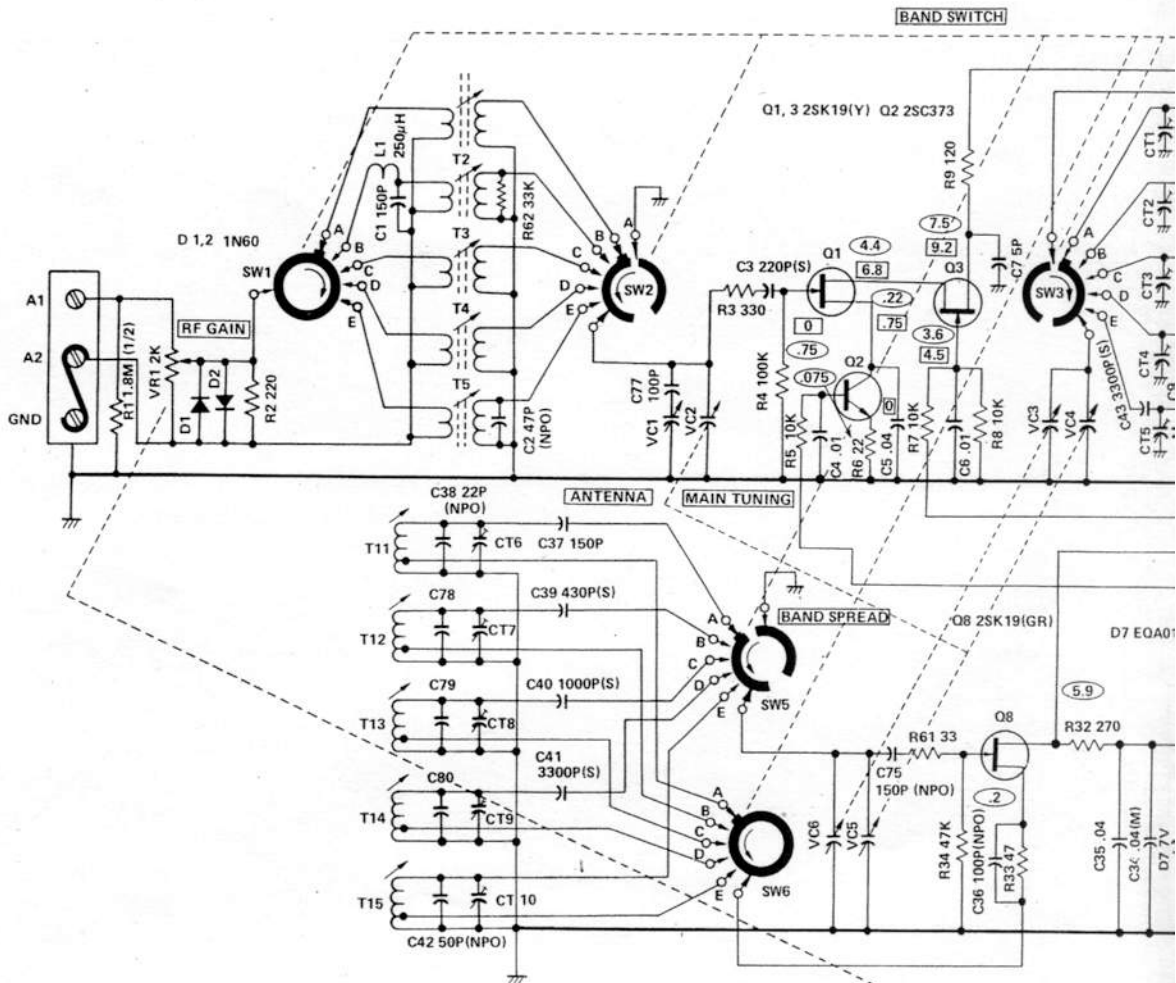 BAND SWITCH
Q1, 3 2SK19(Y) Q2 2SC373
D 1,2 1N60
L1
250μH
C1 150P
T2
R62 33K
T3
T4
T5
C2 47P
(NPO)
A
B
C
D
E
SW1
A
B
C
D
E
SW2
A1
A2
GND
R1 1.8M (1/2)
VR1 2K
RF GAIN
D1
D2
R2 220
C77
100P
VC1
VC2
C3 220P(S)
R3 330
R4 100K
Q1
4.4
6.8
0
.75
.075
.22
.75
Q2
0
R5 10K
C4 .01
R6 22
C5 .04
R7 10K
C6 .01
R8 10K
R9 120
7.5
9.2
Q3
3.6
4.5
C7 5P
SW3
A
B
C
D
E
VC3
VC4
C43 3300P(S)
CT1
CT2
CT3
CT4
CT5
C9
ANTENNA
MAIN TUNING
C38 22P
(NPO)
T11
CT6
C37 150P
C78
C39 430P(S)
T12
CT7
C79
C40 1000P(S)
T13
CT8
C41
3300P(S)
C80
T14
CT9
T15
CT 10
C42 50P(NPO)
A
B
C
D
E
SW5
BAND SPREAD
A
B
C
D
E
SW6
VC6
VC5
C75
150P (NPO)
R61 33
Q8 2SK19(GR)
Q8
.2
R34 47K
C36 100P(NPO)
R33 47
5.9
R32 270
D7 EQA01
C35 .04
C34 .04(M)
D7 7V